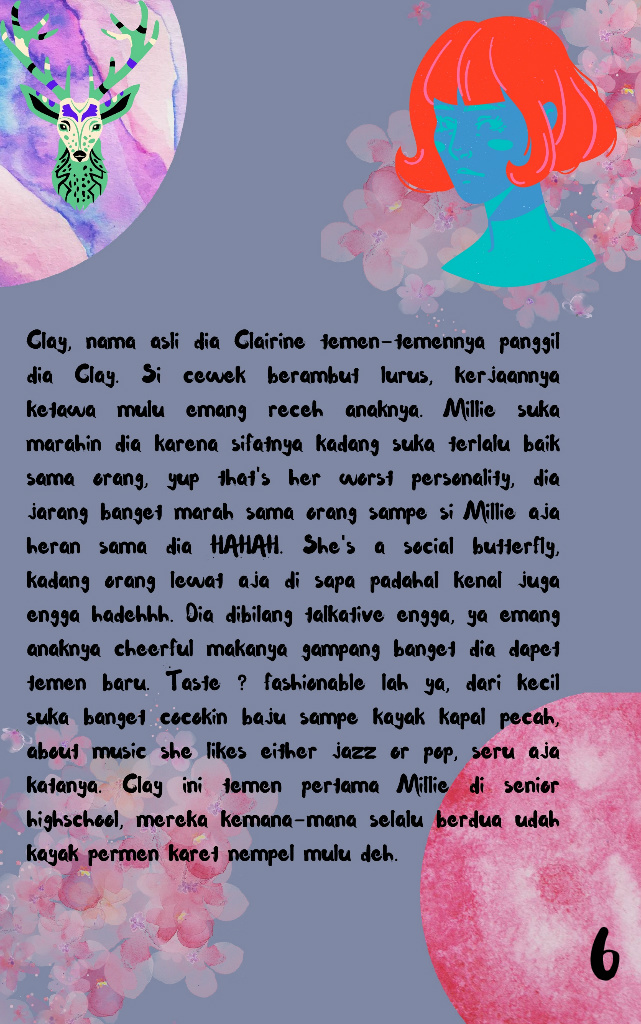 Clay, nama asli dia Clairine temen-temennya panggil
dia Clay. Si cewek berambut lurus, kerjaannya
ketawa mulu emang receh anaknya. Millie suka
marahin dia karena sifatnya kadang suka terlalu baik
sama orang, yup that's her worst personality, dia
jarang banget marah sama orang sampe si Millie aja
heran sama dia HAHAH. She's a social butterfly,
kadang orang lewat aja di sapa padahal kenal juga
engga hadehhh. Dia dibilang talkative engga, ya emang
anaknya cheerful makanya gampang banget dia dapet
temen baru. Taste ? fashionable lah ya, dari kecil
suka banget cocokin baju sampe kayak kapal pecah,
about music she likes either jazz or pop, seru aja
katanya. Clay ini temen pertama Millie di senior
highschool, mereka kemana-mana selalu berdua udah
kayak permen karet nempel mulu deh.
6